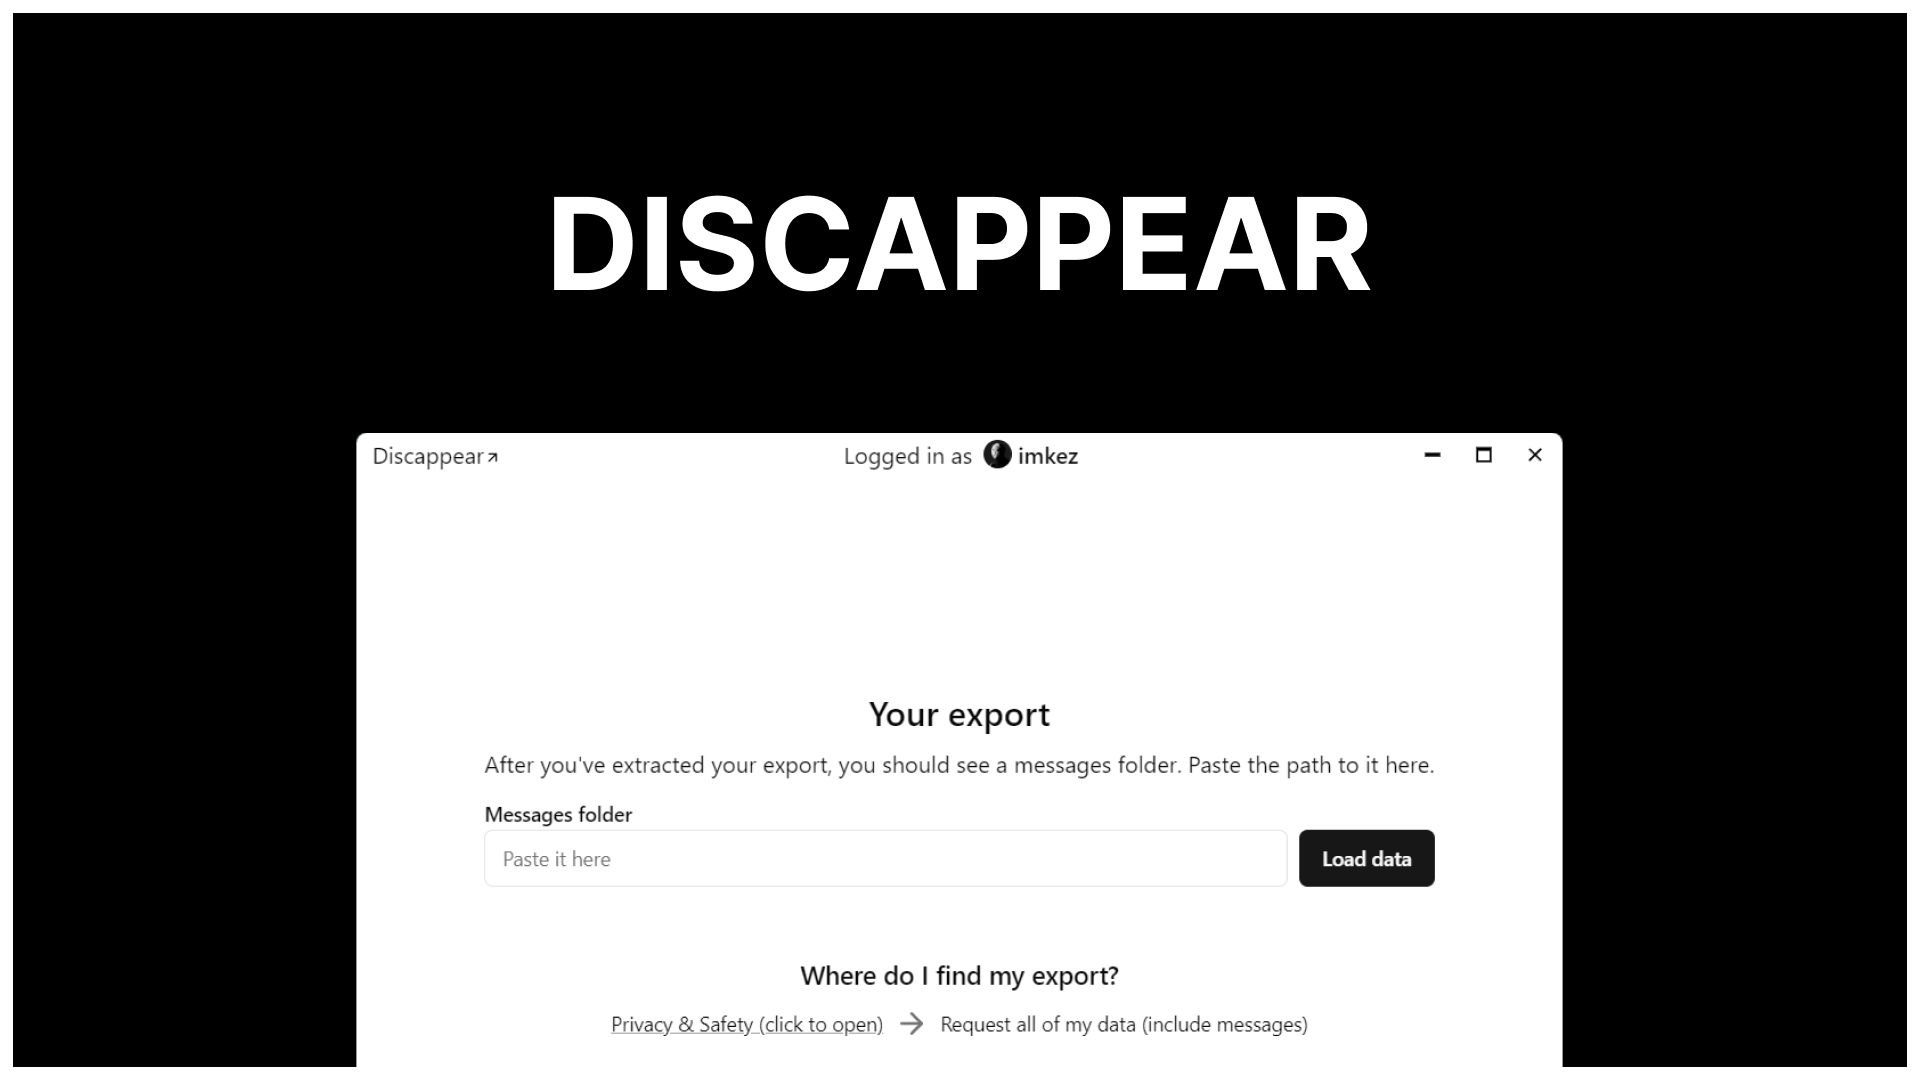 DISCAPPEAR
Discappear↗ Logged in as imkez
Your export
After you've extracted your export, you should see a messages folder. Paste the path to it here.
Messages folder
Paste it here Load data
Where do I find my export?
Privacy & Safety (click to open) → Request all of my data (include messages)